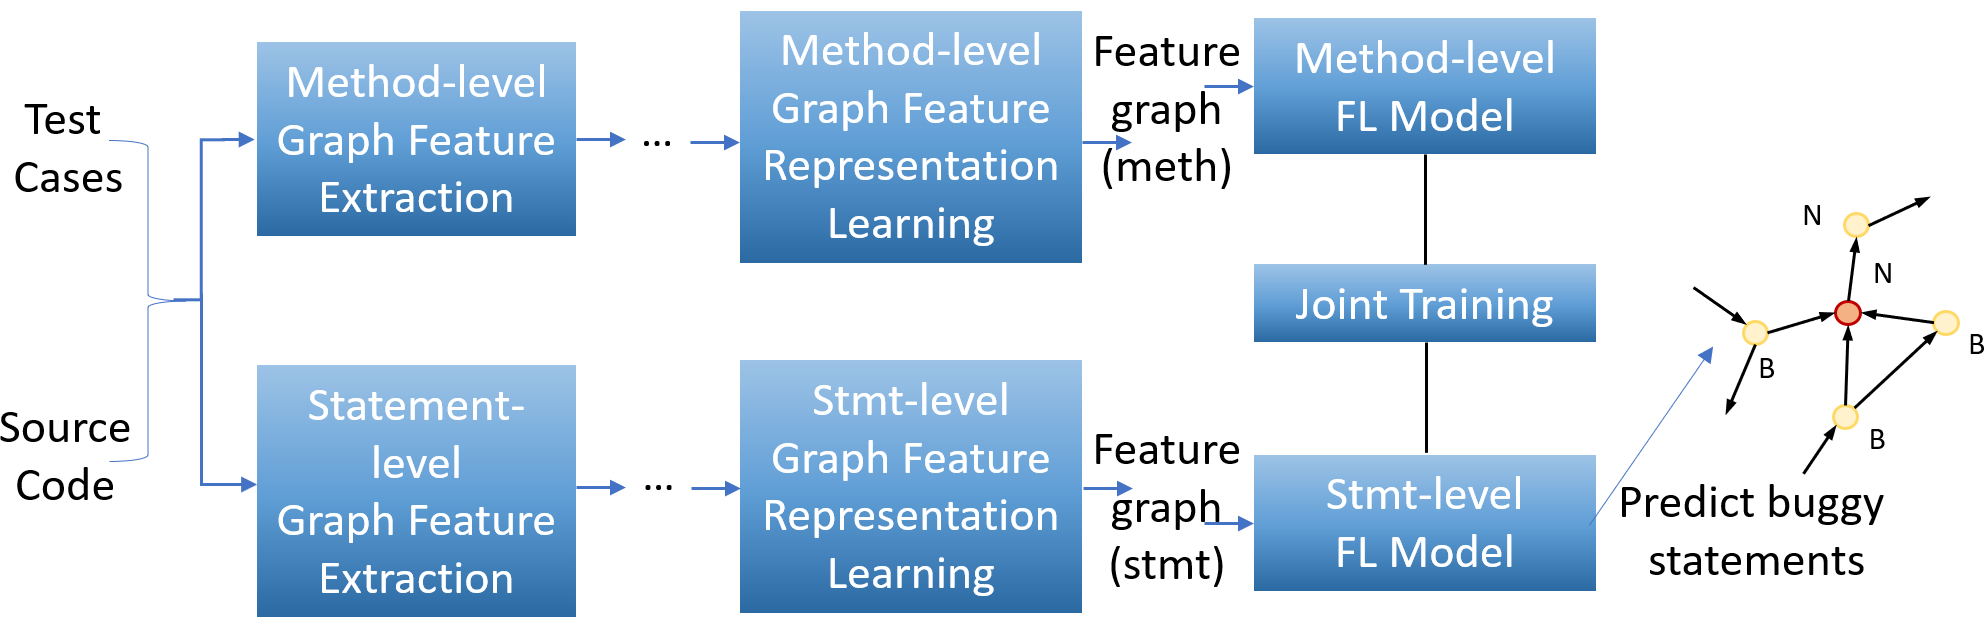 Test
Cases
Source
Code
Method-level
Graph Feature
Extraction
...
Method-level
Graph Feature
Representation
Learning
Feature
graph
(meth)
Method-level
FL Model
Joint Training
Statement-
level
Graph Feature
Extraction
...
Stmt-level
Graph Feature
Representation
Learning
Feature
graph
(stmt)
Stmt-level
FL Model
N
N
B
B
B
Predict buggy
statements